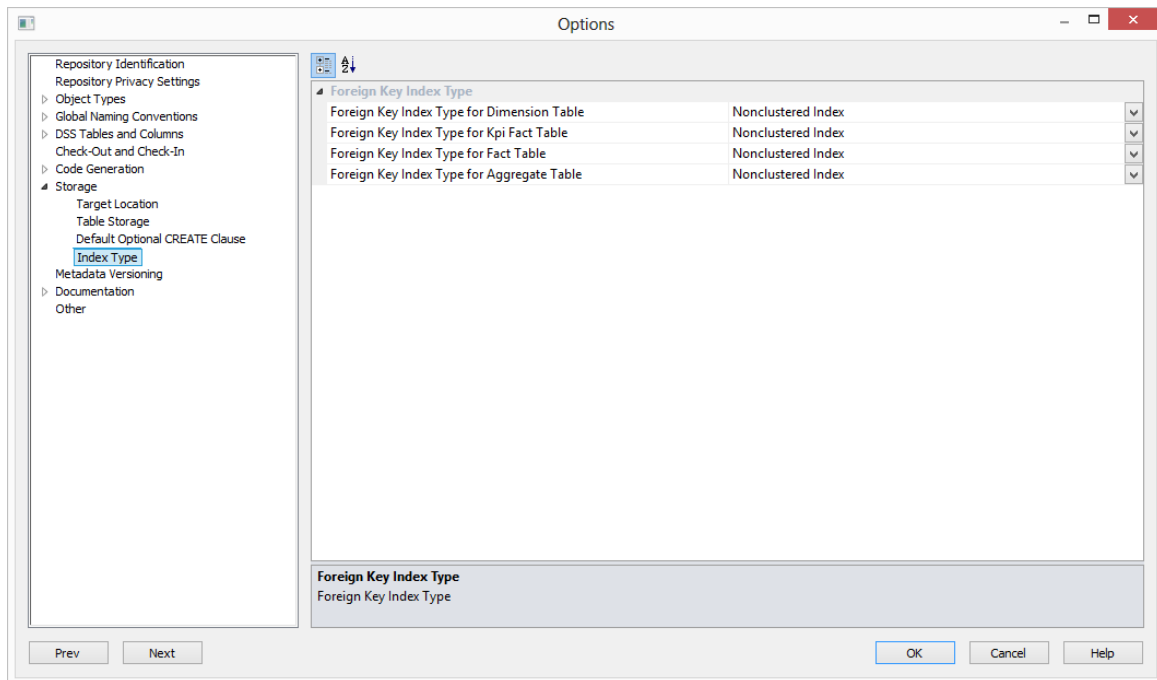 Options
Repository Identification
Repository Privacy Settings
Object Types
Global Naming Conventions
DSS Tables and Columns
Check-Out and Check-In
Code Generation
Storage
Target Location
Table Storage
Default Optional CREATE Clause
Index Type
Metadata Versioning
Documentation
Other
Foreign Key Index Type
Foreign Key Index Type for Dimension Table Nonclustered Index
Foreign Key Index Type for Kpi Fact Table Nonclustered Index
Foreign Key Index Type for Fact Table Nonclustered Index
Foreign Key Index Type for Aggregate Table Nonclustered Index
Foreign Key Index Type
Foreign Key Index Type
Prev Next OK Cancel Help